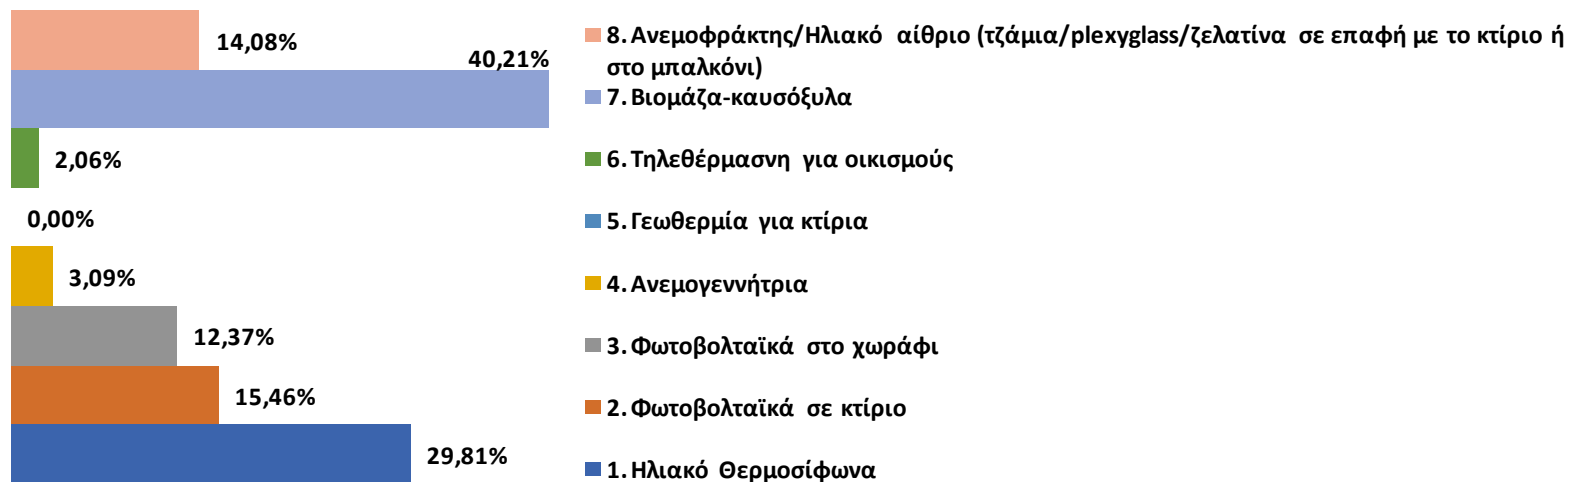 14,08%
40,21%
2,06%
0,00%
3,09%
12,37%
15,46%
29,81%
8. Ανεμοφράκτης/Ηλιακό αίθριο (τζάμια/plexyglass/ζελατίνα σε επαφή με το κτίριο ή
στο μπαλκόνι)
7. Βιομάζα-καυσόξυλα
6. Τηλεθέρμασνη για οικισμούς
5. Γεωθερμία για κτίρια
4. Ανεμογεννήτρια
3. Φωτοβολταϊκά στο χωράφι
2. Φωτοβολταϊκά σε κτίριο
1. Ηλιακό Θερμοσίφωνα